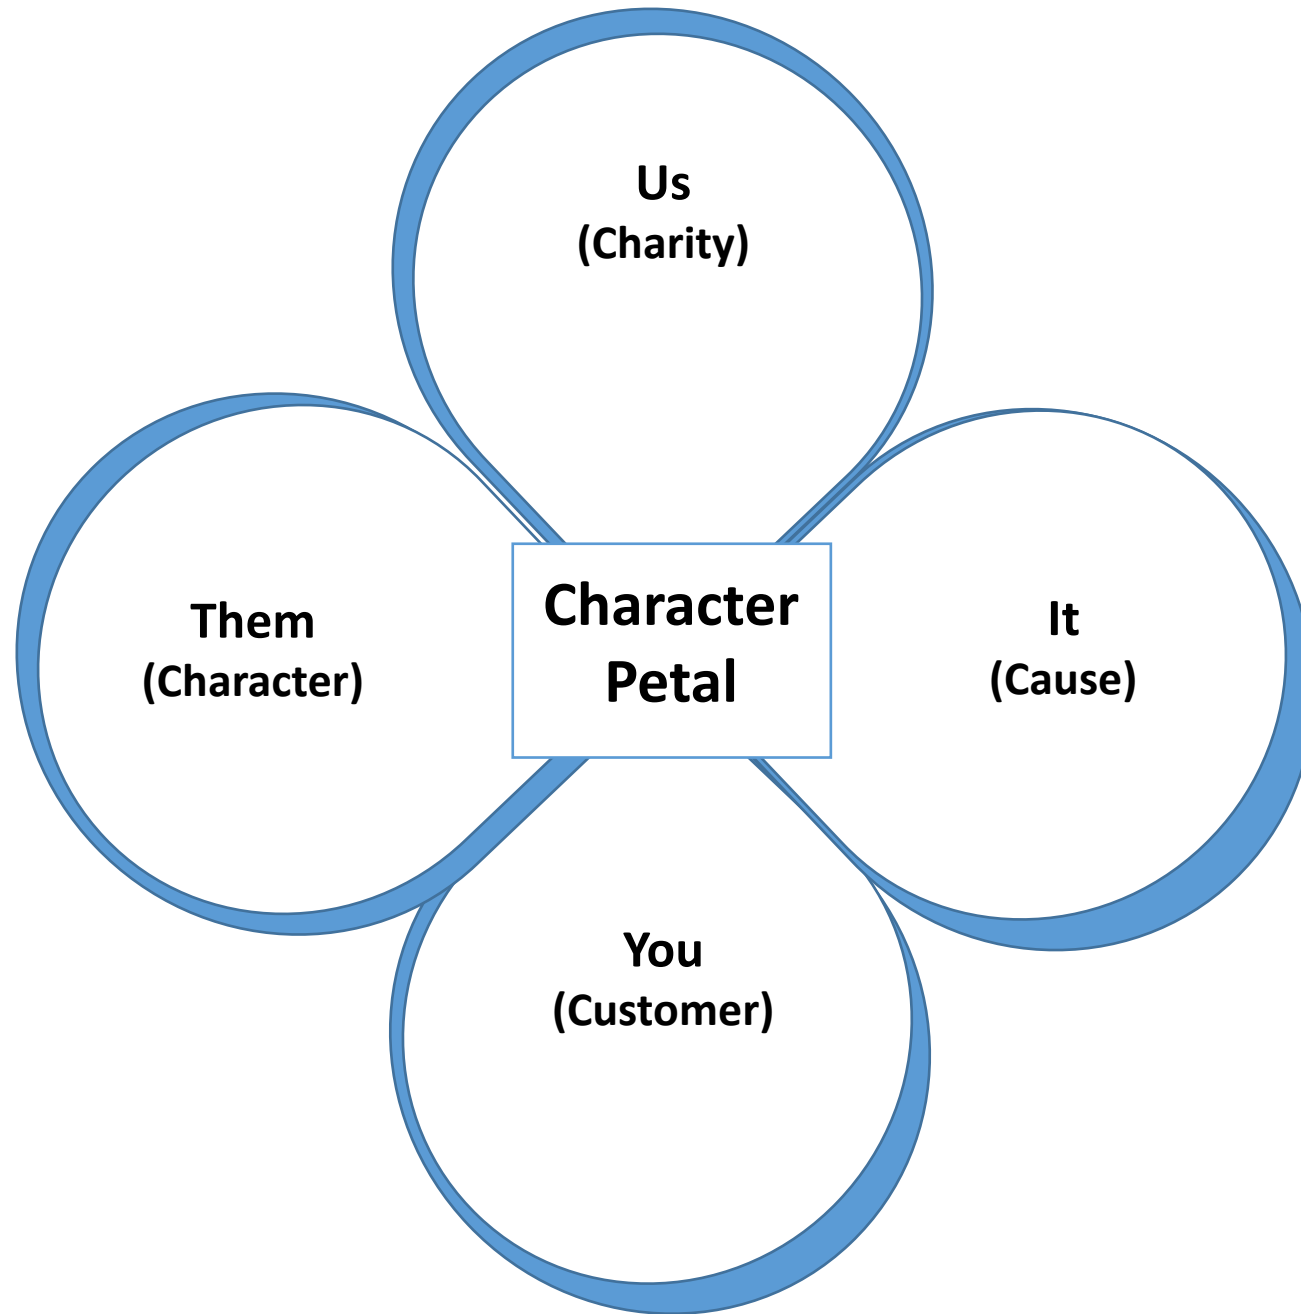 Us
(Charity)
Them
(Character)
Character
Petal
It
(Cause)
You
(Customer)